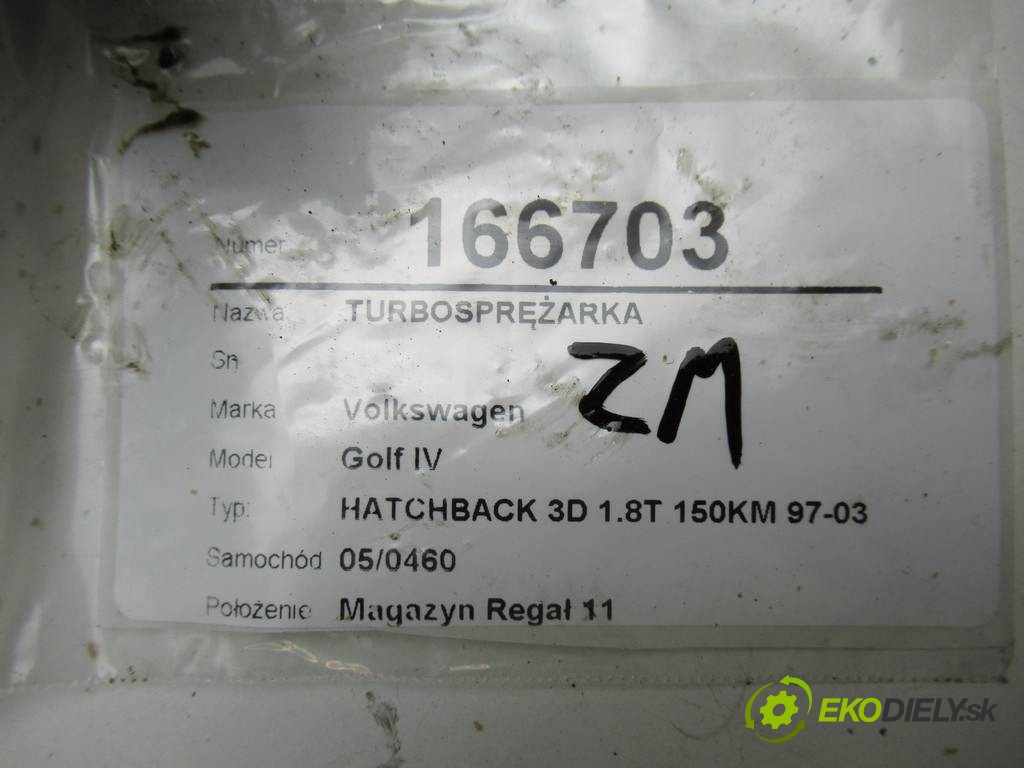 Numer 166703
Nazwa TURBOSPRĘŻARKA
Sn
ZM
Marka Volkswagen
Model Golf IV
Typ: HATCHBACK 3D 1.8T 150KM 97-03
Samochód 05/0460
Położenie Magazyn Regał 11
EKODIELY.sk